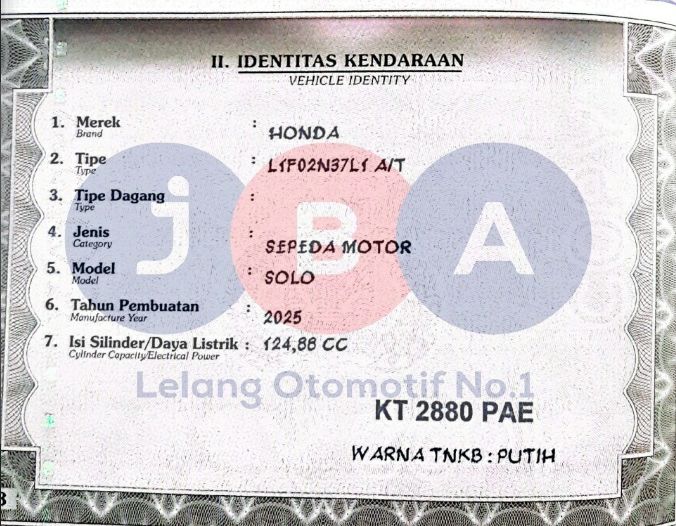 II. IDENTITAS KENDARAAN
VEHICLE IDENTITY
1. Merek : HONDA
Brand
2. Tipe : L1F02N37L1 A/T
Type
3. Tipe Dagang :
Type
4. Jenis : SEPEDA MOTOR
Category
5. Model : SOLO
Model
6. Tahun Pembuatan : 2025
Manufacture Year
7. Isi Silinder/Daya Listrik : 124,88 CC
Cylinder Capacity/Electrical Power
jBA
Lelang Otomotif No.1
KT 2880 PAE
WARNA TNKB : PUTIH